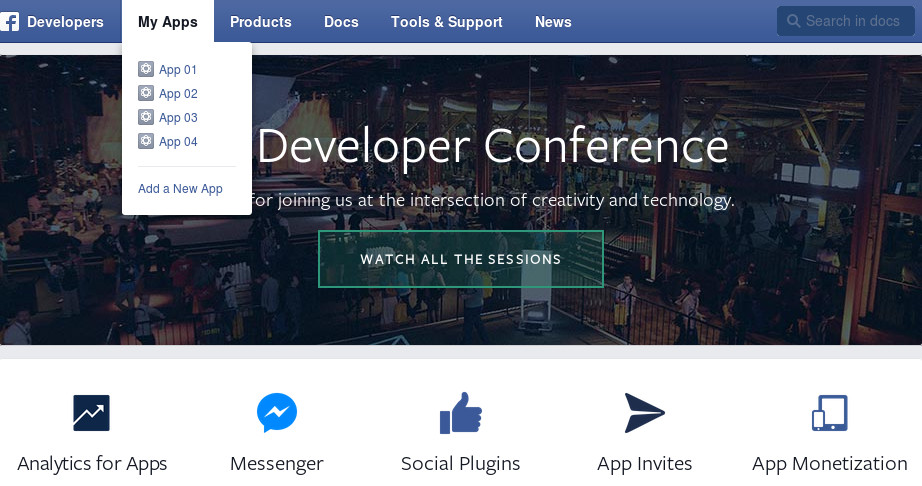 Developers
My Apps
Products
Docs
Tools & Support
News
Search in docs
App 01
App 02
App 03
App 04
Add a New App
Developer Conference
for joining us at the intersection of creativity and technology.
WATCH ALL THE SESSIONS
Analytics for Apps
Messenger
Social Plugins
App Invites
App Monetization